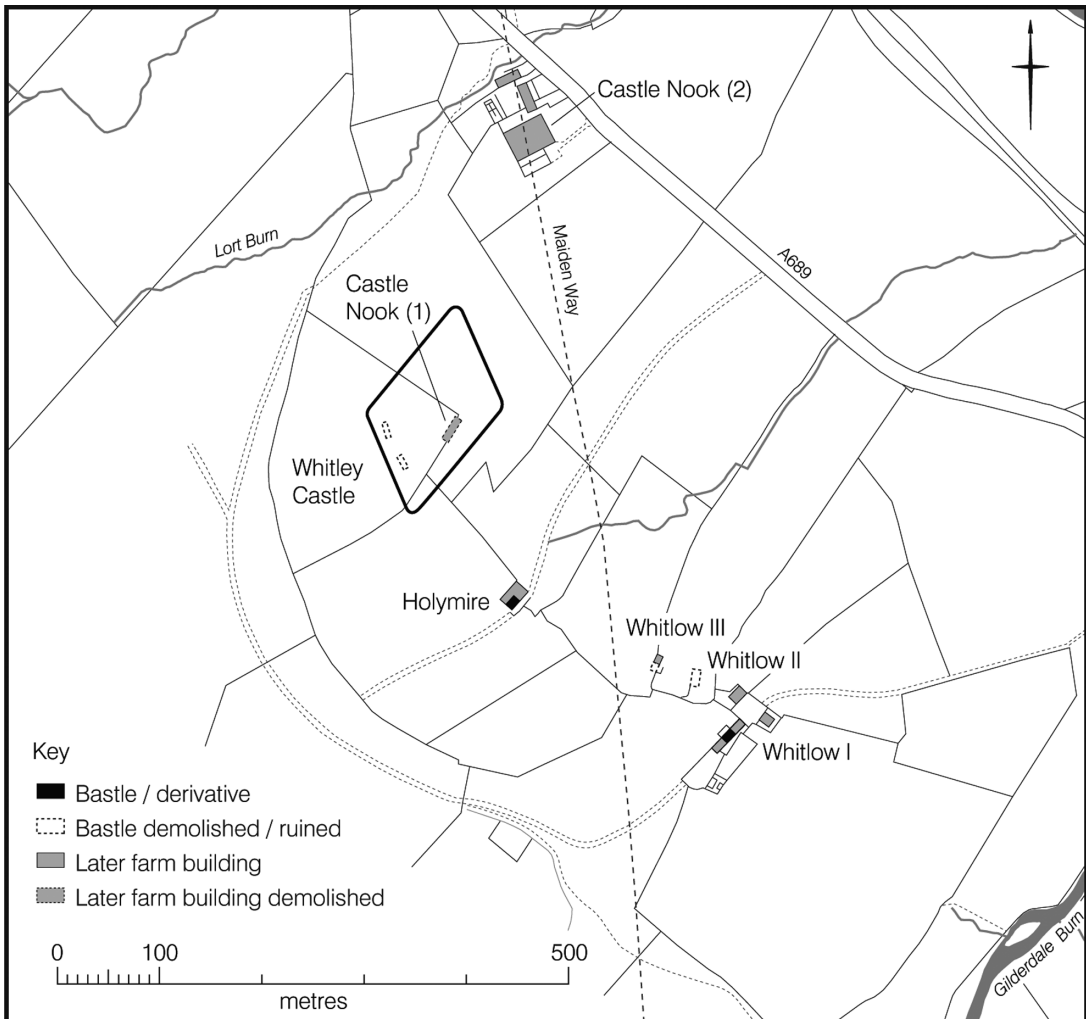 Castle Nook (2)
Lort Burn
Maiden Way
A689
Castle
Nook (1)
Whitley
Castle
Holymire
Whitlow III
Whitlow II
Whitlow I
Key
Bastle / derivative
Bastle demolished / ruined
Later farm building
Later farm building demolished
0 100 500
metres
Gilderdale Burn